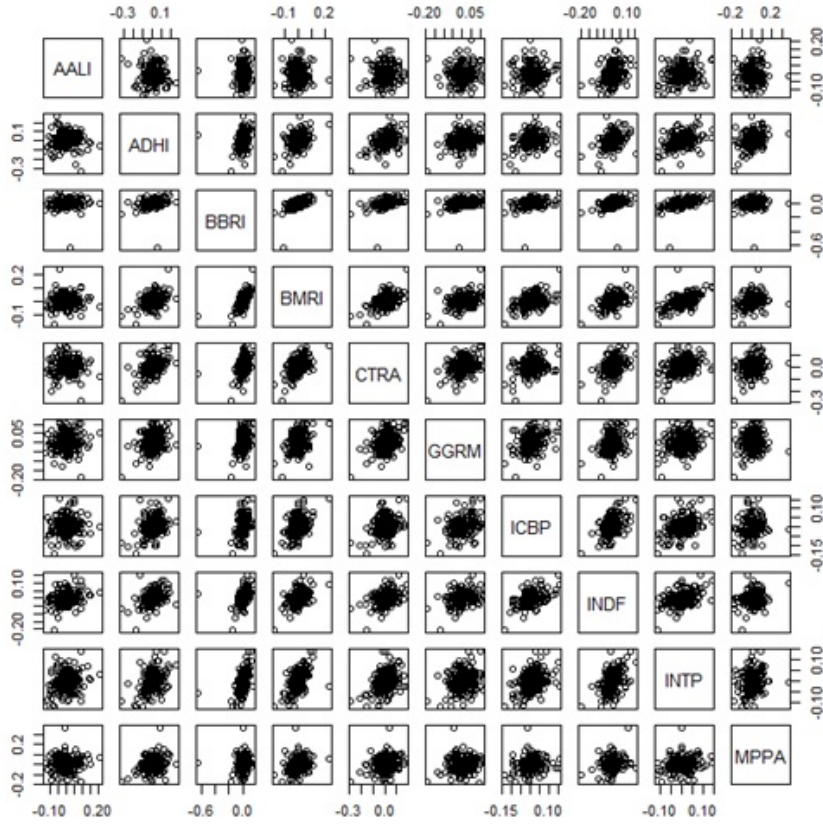 -0.3 0.1 -0.1 0.2 -0.20 0.05 -0.20 0.10 -0.2 0.2
AALI -0.10 0.20
-0.3 0.1 ADHI
BBRI -0.6 0.0
-0.1 0.2 BMRI
CTRA -0.3 0.0
-0.20 0.05 GGRM
ICBP -0.15 0.10
-0.20 0.10 INDF
INTP -0.10 0.10
-0.2 0.2 MPPA
-0.10 0.20 -0.6 0.0 -0.3 0.0 -0.15 0.10 -0.10 0.10